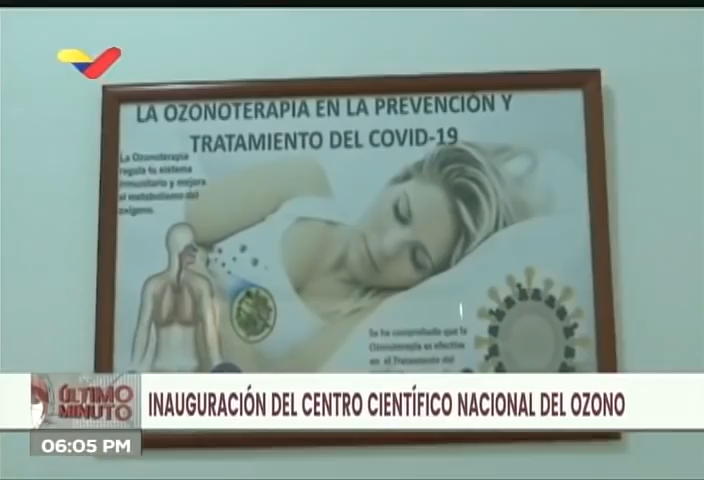 LA OZONOTERAPIA EN LA PREVENCIÓN Y
TRATAMIENTO DEL COVID-19
La Ozonoterapia
regula tu sistema
inmunitario y mejora
el metabolismo del
oxígeno.
Se ha comprobado que la
Ozonoterapia es efectiva
en el Tratamiento del
ÚLTIMO
MINUTO
INAUGURACIÓN DEL CENTRO CIENTÍFICO NACIONAL DEL OZONO
06:05 PM